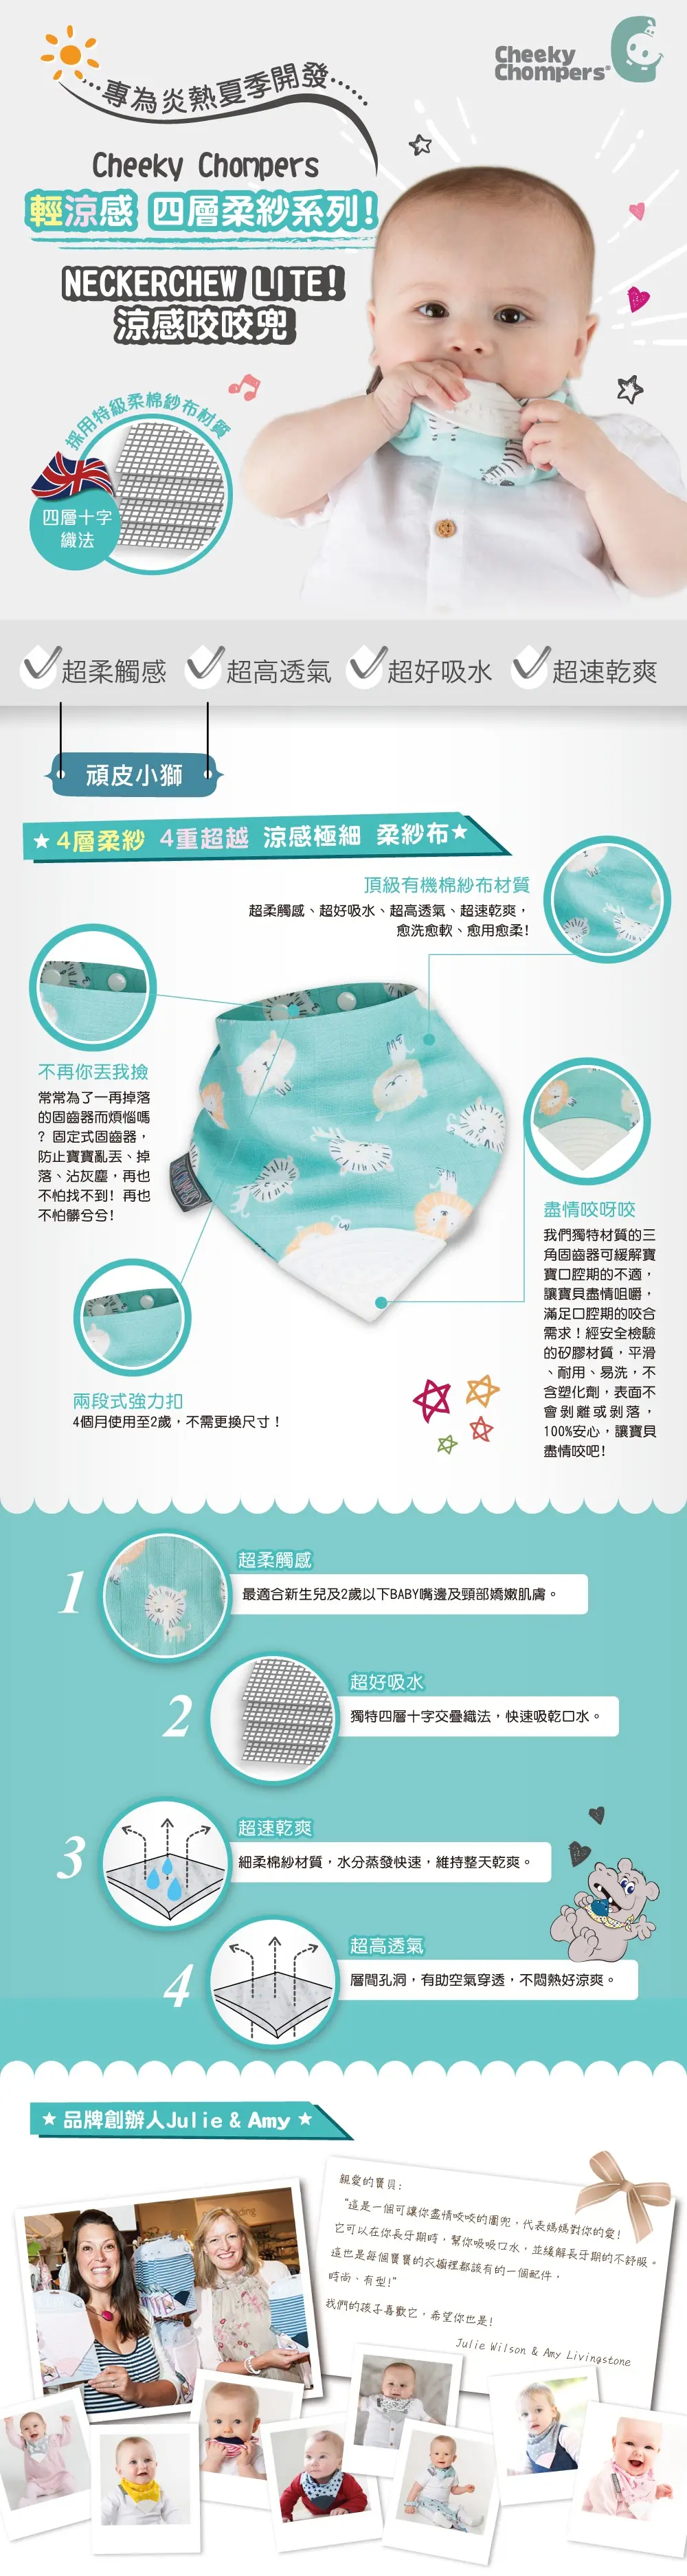 …專為炎熱夏季開發……
Cheeky
Chompers®
Cheeky Chompers
輕涼感 四層柔紗系列!
NECKERCHEW LITE!
涼感咬咬兜
採用特級柔棉紗布材質
四層十字
織法
超柔觸感 超高透氣 超好吸水 超速乾爽
頑皮小獅
★4層柔紗 4重超越 涼感極細 柔紗布★
頂級有機棉紗布材質
超柔觸感、超好吸水、超高透氣、超速乾爽,
愈洗愈軟、愈用愈柔!
不再你丟我撿
常常為了一再掉落
的固齒器而煩惱嗎
? 固定式固齒器,
防止寶寶亂丟、掉
落、沾灰塵,再也
不怕找不到! 再也
不怕髒兮兮!
盡情咬呀咬
我們獨特材質的三
角固齒器可緩解寶
寶口腔期的不適,
讓寶貝盡情咀嚼,
滿足口腔期的咬合
需求!經安全檢驗
的矽膠材質,平滑
、耐用、易洗,不
含塑化劑,表面不
會剝離或剝落,
100%安心,讓寶貝
盡情咬吧!
兩段式強力扣
4個月使用至2歲,不需更換尺寸!
1
超柔觸感
最適合新生兒及2歲以下BABY嘴邊及頸部嬌嫩肌膚。
2
超好吸水
獨特四層十字交疊織法,快速吸乾口水。
3
超速乾爽
細柔棉紗材質,水分蒸發快速,維持整天乾爽。
4
超高透氣
層間孔洞,有助空氣穿透,不悶熱好涼爽。
★ 品牌創辦人Julie & Amy ★
親愛的寶貝:
"這是一個可讓你盡情咬咬的圍兜,代表媽媽對你的愛!
它可以在你長牙期時,幫你吸吸口水,並緩解長牙期的不舒服。
這也是每個寶寶的衣櫥裡都該有的一個配件,
時尚、有型!"
我們的孩子喜歡它,希望你也是!
Julie Wilson & Amy Livingstone